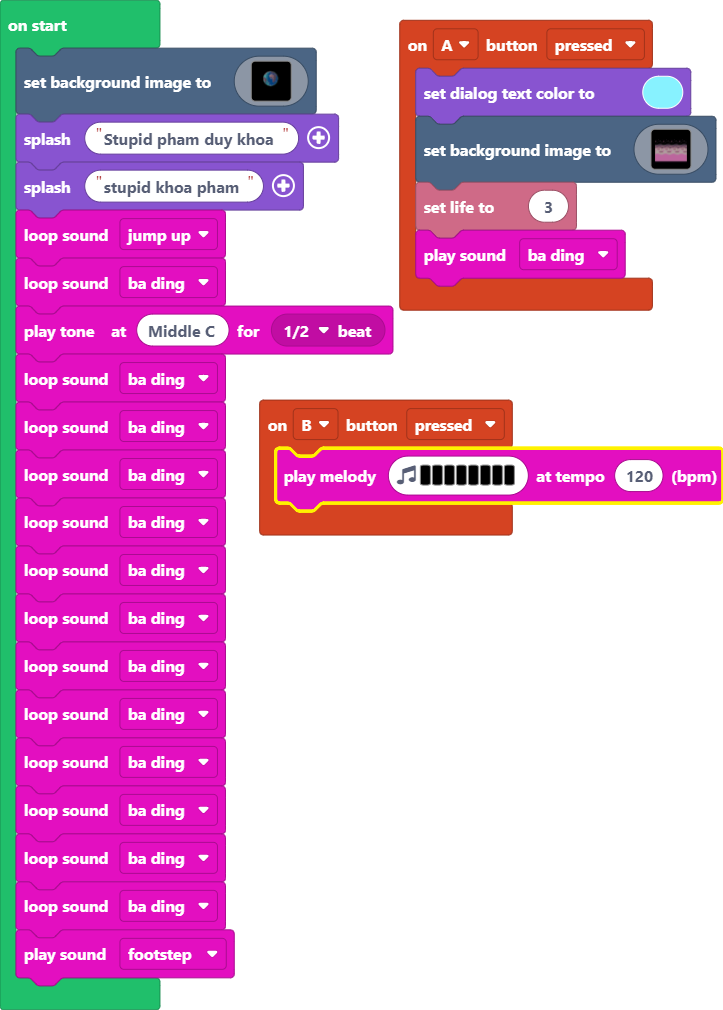 on start
set background image to
splash "Stupid pham duy khoa "
splash "stupid khoa pham "
loop sound jump up
loop sound ba ding
play tone at Middle C for 1/2 beat
loop sound ba ding
loop sound ba ding
loop sound ba ding
loop sound ba ding
loop sound ba ding
loop sound ba ding
loop sound ba ding
loop sound ba ding
loop sound ba ding
loop sound ba ding
loop sound ba ding
loop sound ba ding
play sound footstep
on A button pressed
set dialog text color to
set background image to
set life to 3
play sound ba ding
on B button pressed
play melody at tempo 120 (bpm)